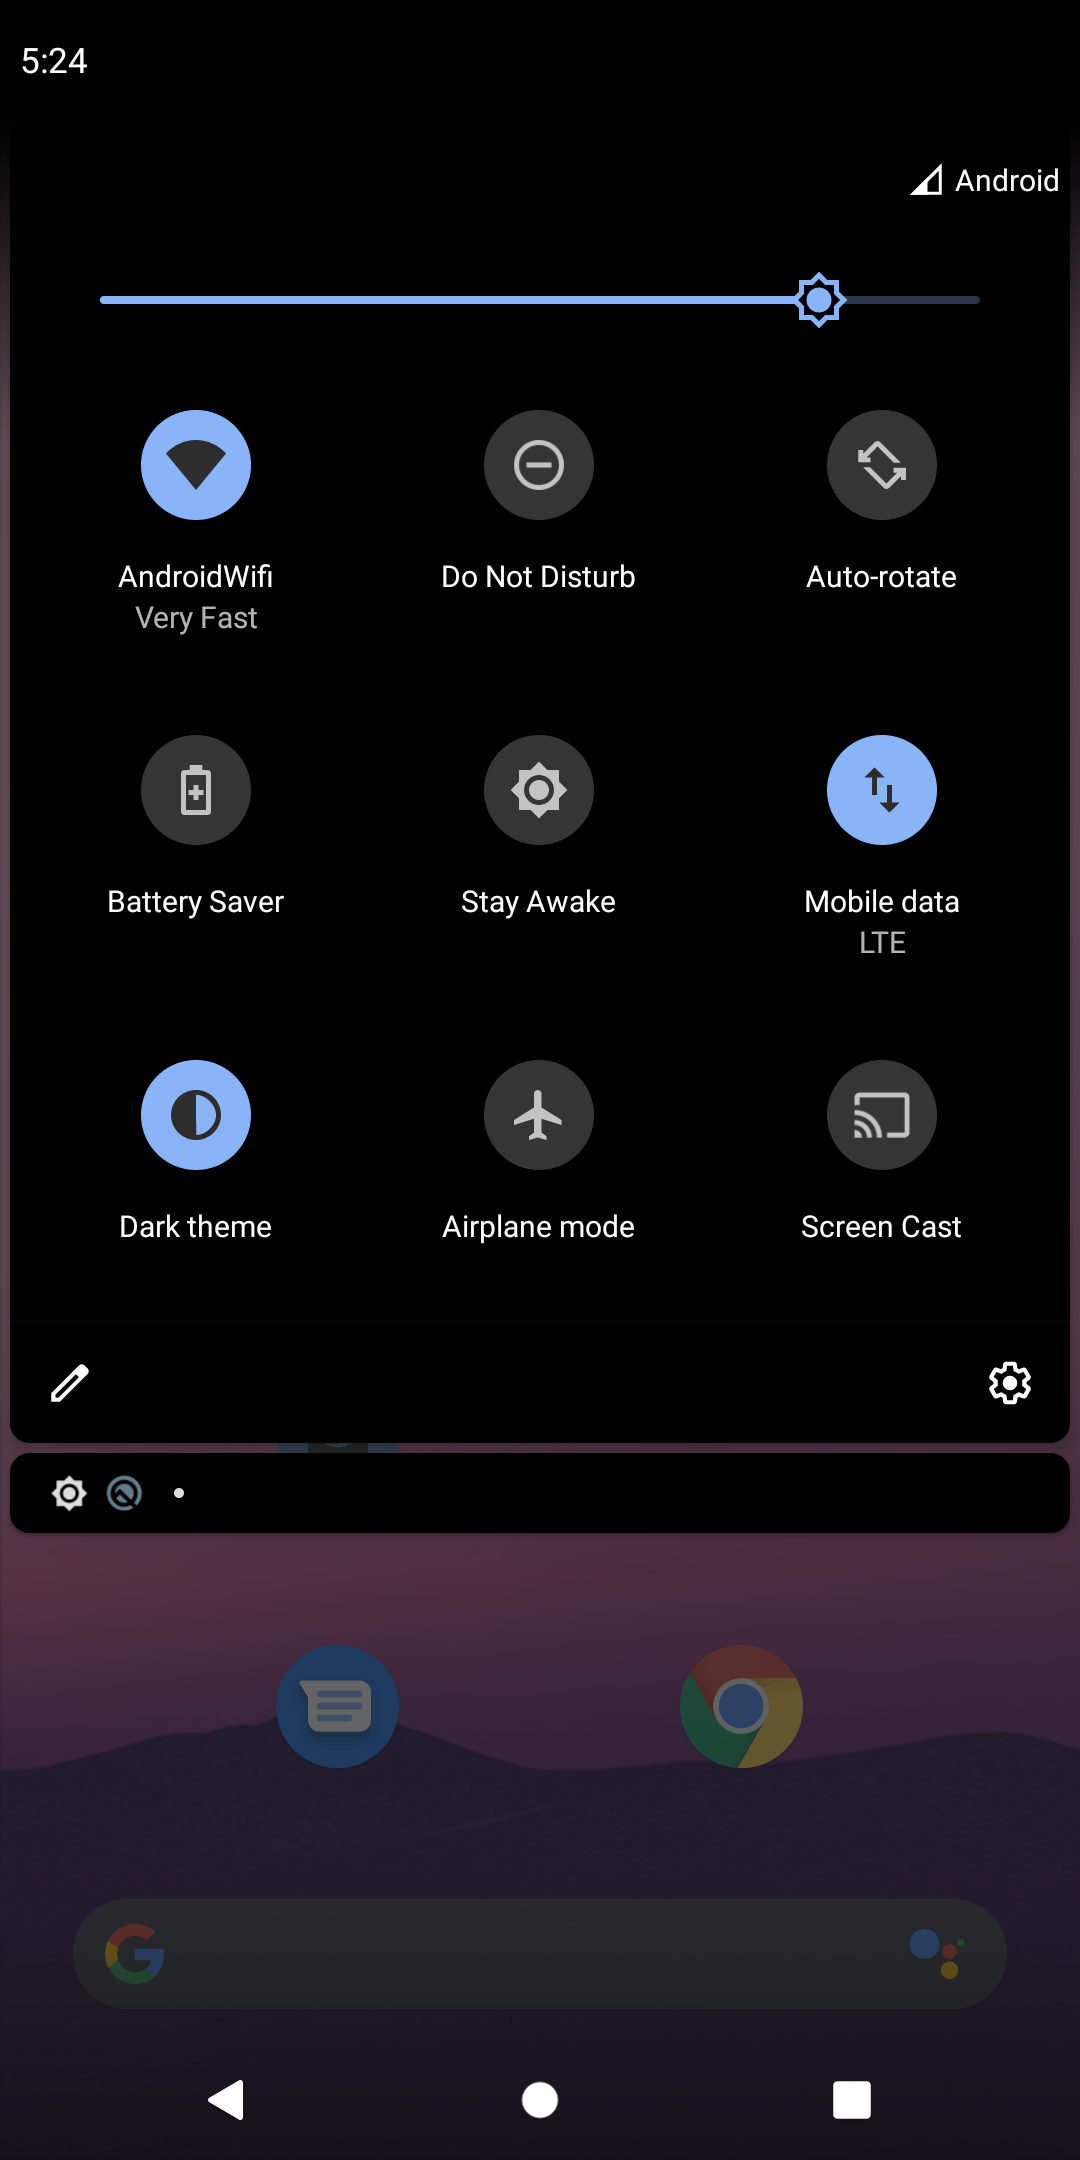 5:24
Android
AndroidWifi
Very Fast
Do Not Disturb
Auto-rotate
Battery Saver
Stay Awake
Mobile data
LTE
Dark theme
Airplane mode
Screen Cast